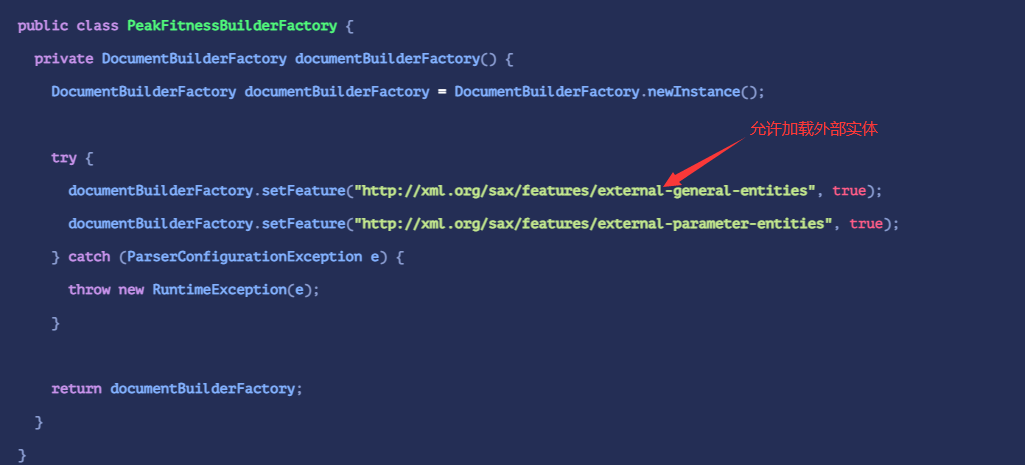 public class PeakFitnessBuilderFactory {
private DocumentBuilderFactory documentBuilderFactory() {
DocumentBuilderFactory documentBuilderFactory = DocumentBuilderFactory.newInstance();
允许加载外部实体
try {
documentBuilderFactory.setFeature("http://xml.org/sax/features/external-general-entities", true);
documentBuilderFactory.setFeature("http://xml.org/sax/features/external-parameter-entities", true);
} catch (ParserConfigurationException e) {
throw new RuntimeException(e);
}
return documentBuilderFactory;
}
}